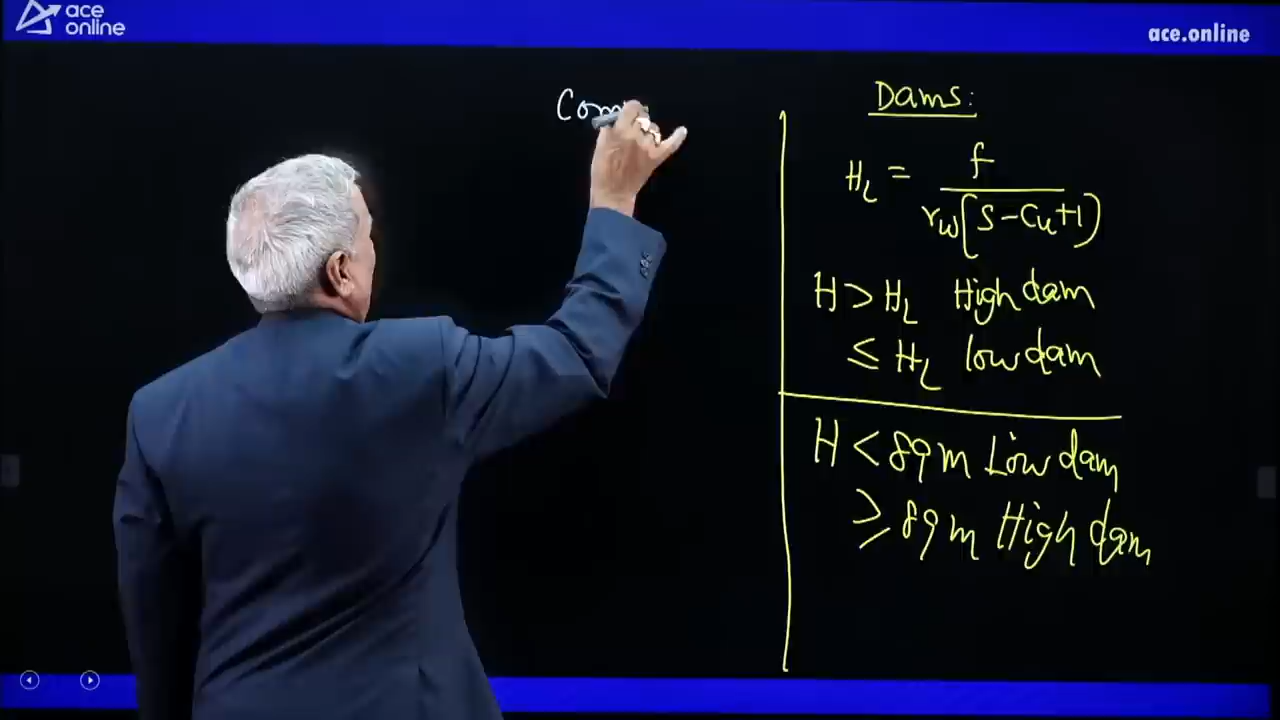 ace
online
ace.online
Com
Dams:
H_L = f / γw[S-Cu+1]
H > H_L High dam
≤ H_L low dam
H < 89m Low dam
≥ 89m High dam